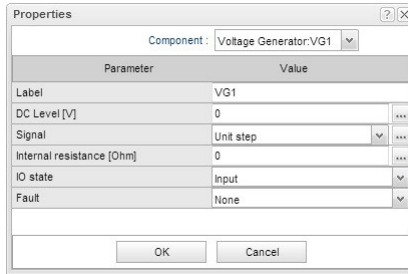 Properties ? X
Component : Voltage Generator:VG1
Parameter Value
Label VG1
DC Level [V] 0 ...
Signal Unit step ...
Internal resistance [Ohm] 0 ...
IO state Input
Fault None
OK Cancel